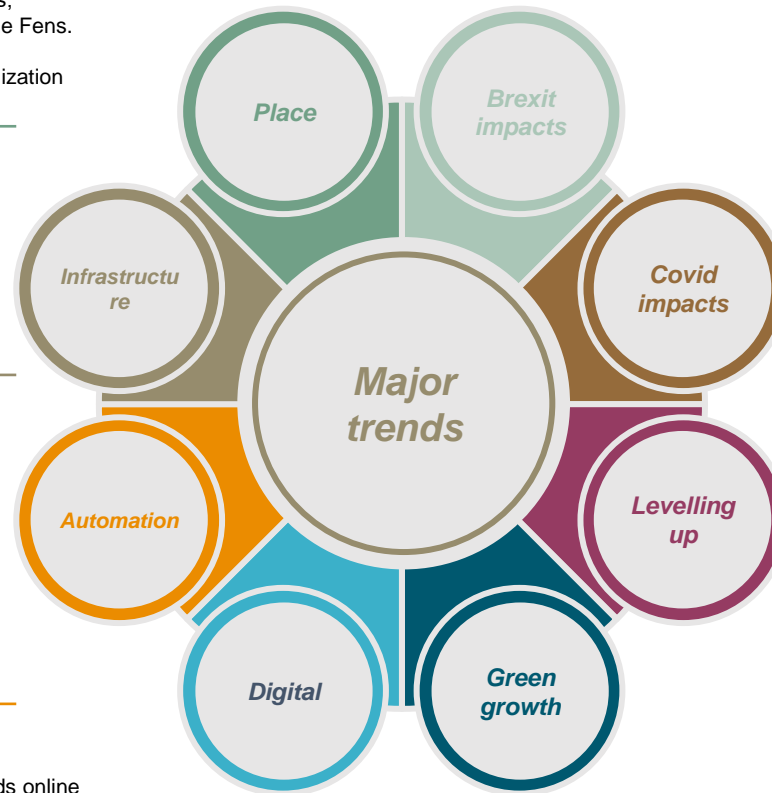 s,
e Fens.
ization
Place
Brexit
impacts
Infrastructu
re
Covid
impacts
Major
trends
Automation
Levelling
up
Digital
Green
growth
ds online